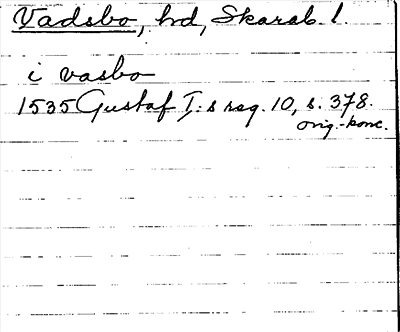 Vadsbo, hd, Skarab. l.
i vasbo
1535 Gustaf I:s reg. 10, s. 378.
orig.-konc.